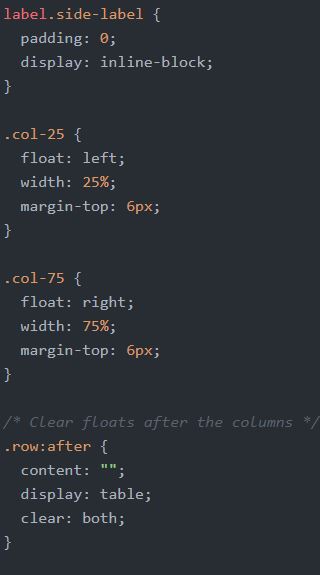 label.side-label {
  padding: 0;
  display: inline-block;
}

.col-25 {
  float: left;
  width: 25%;
  margin-top: 6px;
}

.col-75 {
  float: right;
  width: 75%;
  margin-top: 6px;
}

/* Clear floats after the columns */
.row:after {
  content: "";
  display: table;
  clear: both;
}